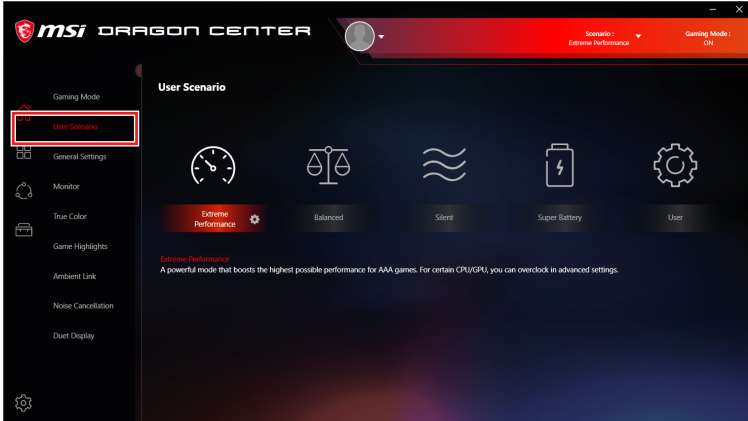 msi DRAGON CENTER
Scenario :
Extreme Performance
Gaming Mode :
ON
Gaming Mode
User Scenario
General Settings
Monitor
True Color
Game Highlights
Ambient Link
Noise Cancellation
Duet Display
User Scenario
Extreme
Performance
Balanced
Silent
Super Battery
User
Extreme Performance
A powerful mode that boosts the highest possible performance for AAA games. For certain CPU/GPU, you can overclock in advanced settings.